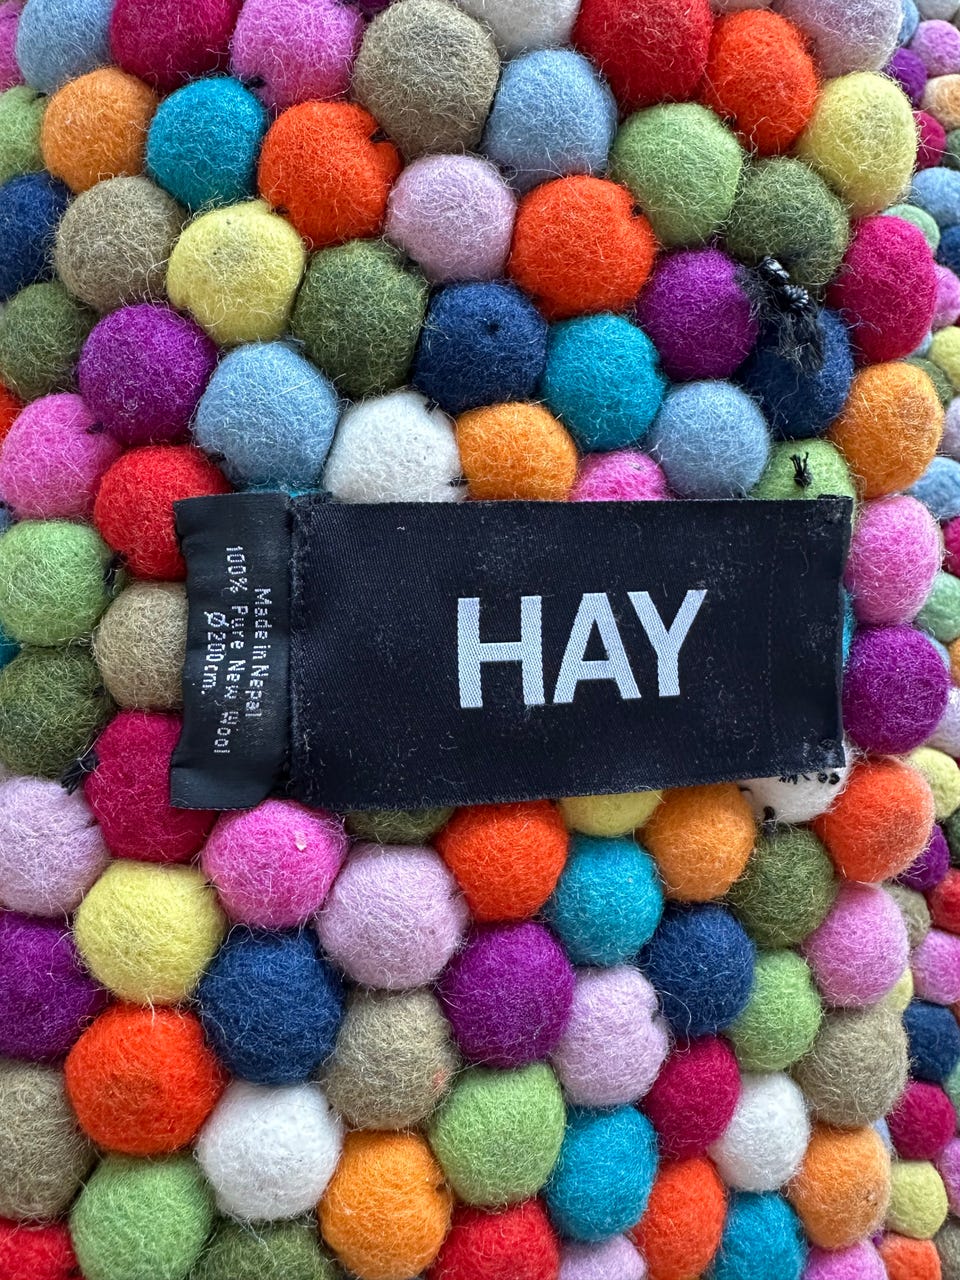 HAY
Made in Nepal
100% Pure New Wool
Ø200cm.